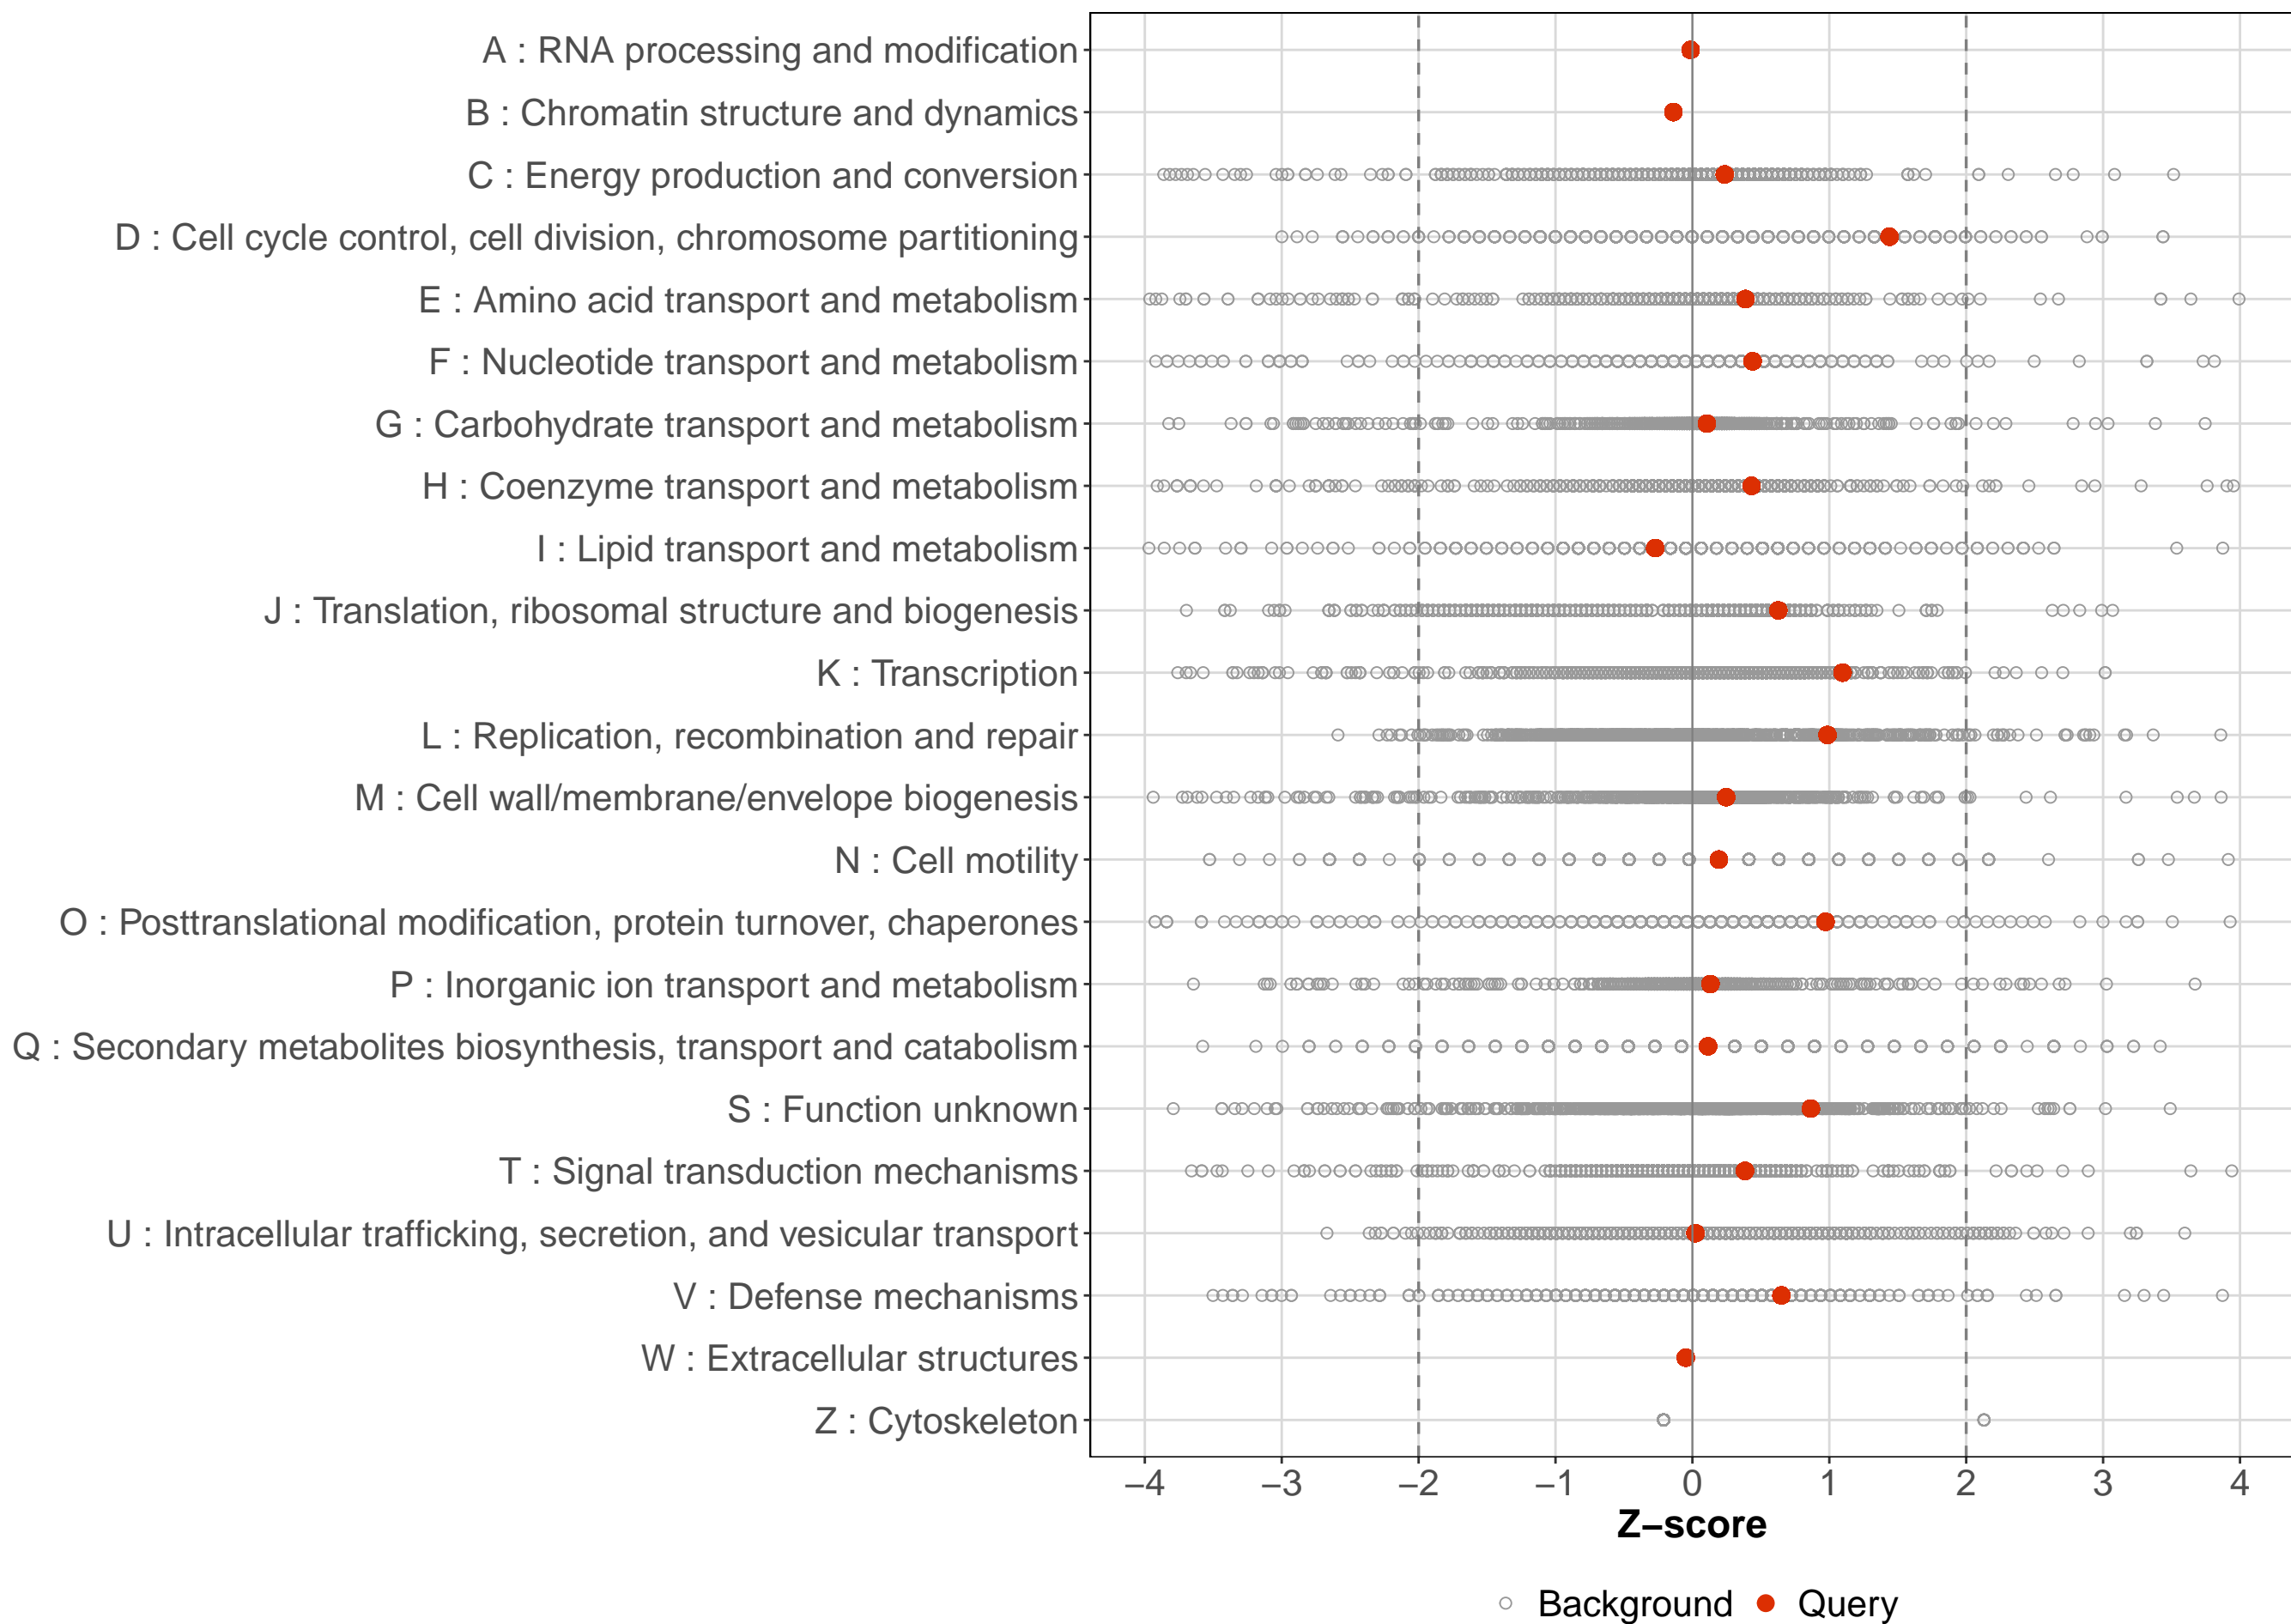 A : RNA processing and modification
B : Chromatin structure and dynamics
C : Energy production and conversion
D : Cell cycle control, cell division, chromosome partitioning
E : Amino acid transport and metabolism
F : Nucleotide transport and metabolism
G : Carbohydrate transport and metabolism
H : Coenzyme transport and metabolism
I : Lipid transport and metabolism
J : Translation, ribosomal structure and biogenesis
K : Transcription
L : Replication, recombination and repair
M : Cell wall/membrane/envelope biogenesis
N : Cell motility
O : Posttranslational modification, protein turnover, chaperones
P : Inorganic ion transport and metabolism
Q : Secondary metabolites biosynthesis, transport and catabolism
S : Function unknown
T : Signal transduction mechanisms
U : Intracellular trafficking, secretion, and vesicular transport
V : Defense mechanisms
W : Extracellular structures
Z : Cytoskeleton
−4 −3 −2 −1 0 1 2 3 4
Z−score
Background Query